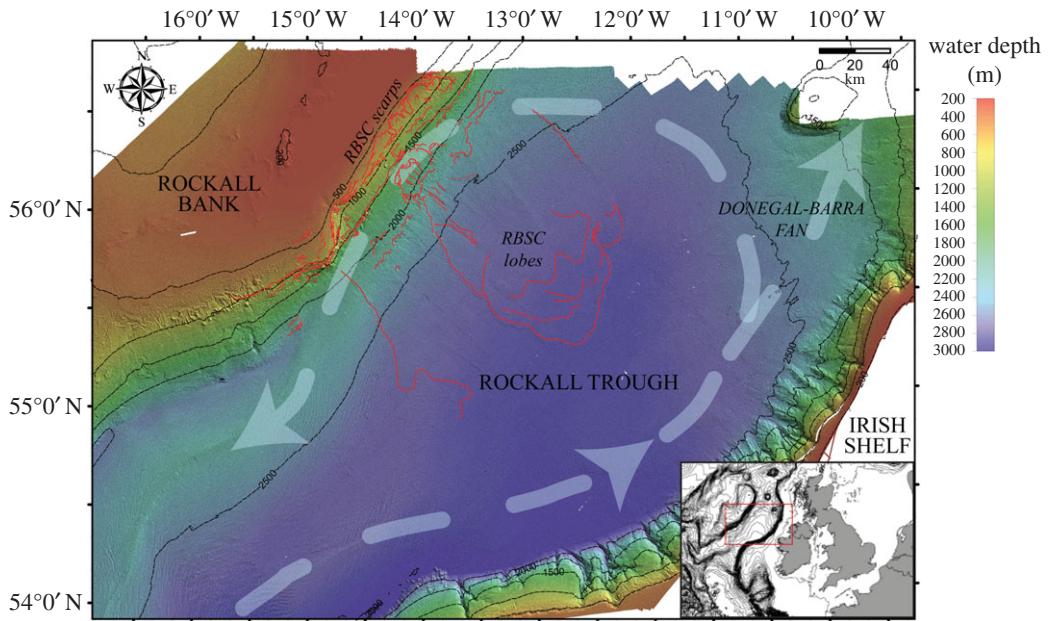 16°0′ W 15°0′ W 14°0′ W 13°0′ W 12°0′ W 11°0′ W 10°0′ W
N
W E
S
0 20 40
km
water depth
(m)
200
400
600
800
1000
1200
1400
1600
1800
2000
2200
2400
2600
2800
3000
56°0′ N
55°0′ N
54°0′ N
RBSC scarps
ROCKALL
BANK
200
500
1000
1500
2000
2500
1500
DONEGAL-BARRA
FAN
RBSC
lobes
ROCKALL TROUGH
2500
2500
IRISH
SHELF
2000
1500